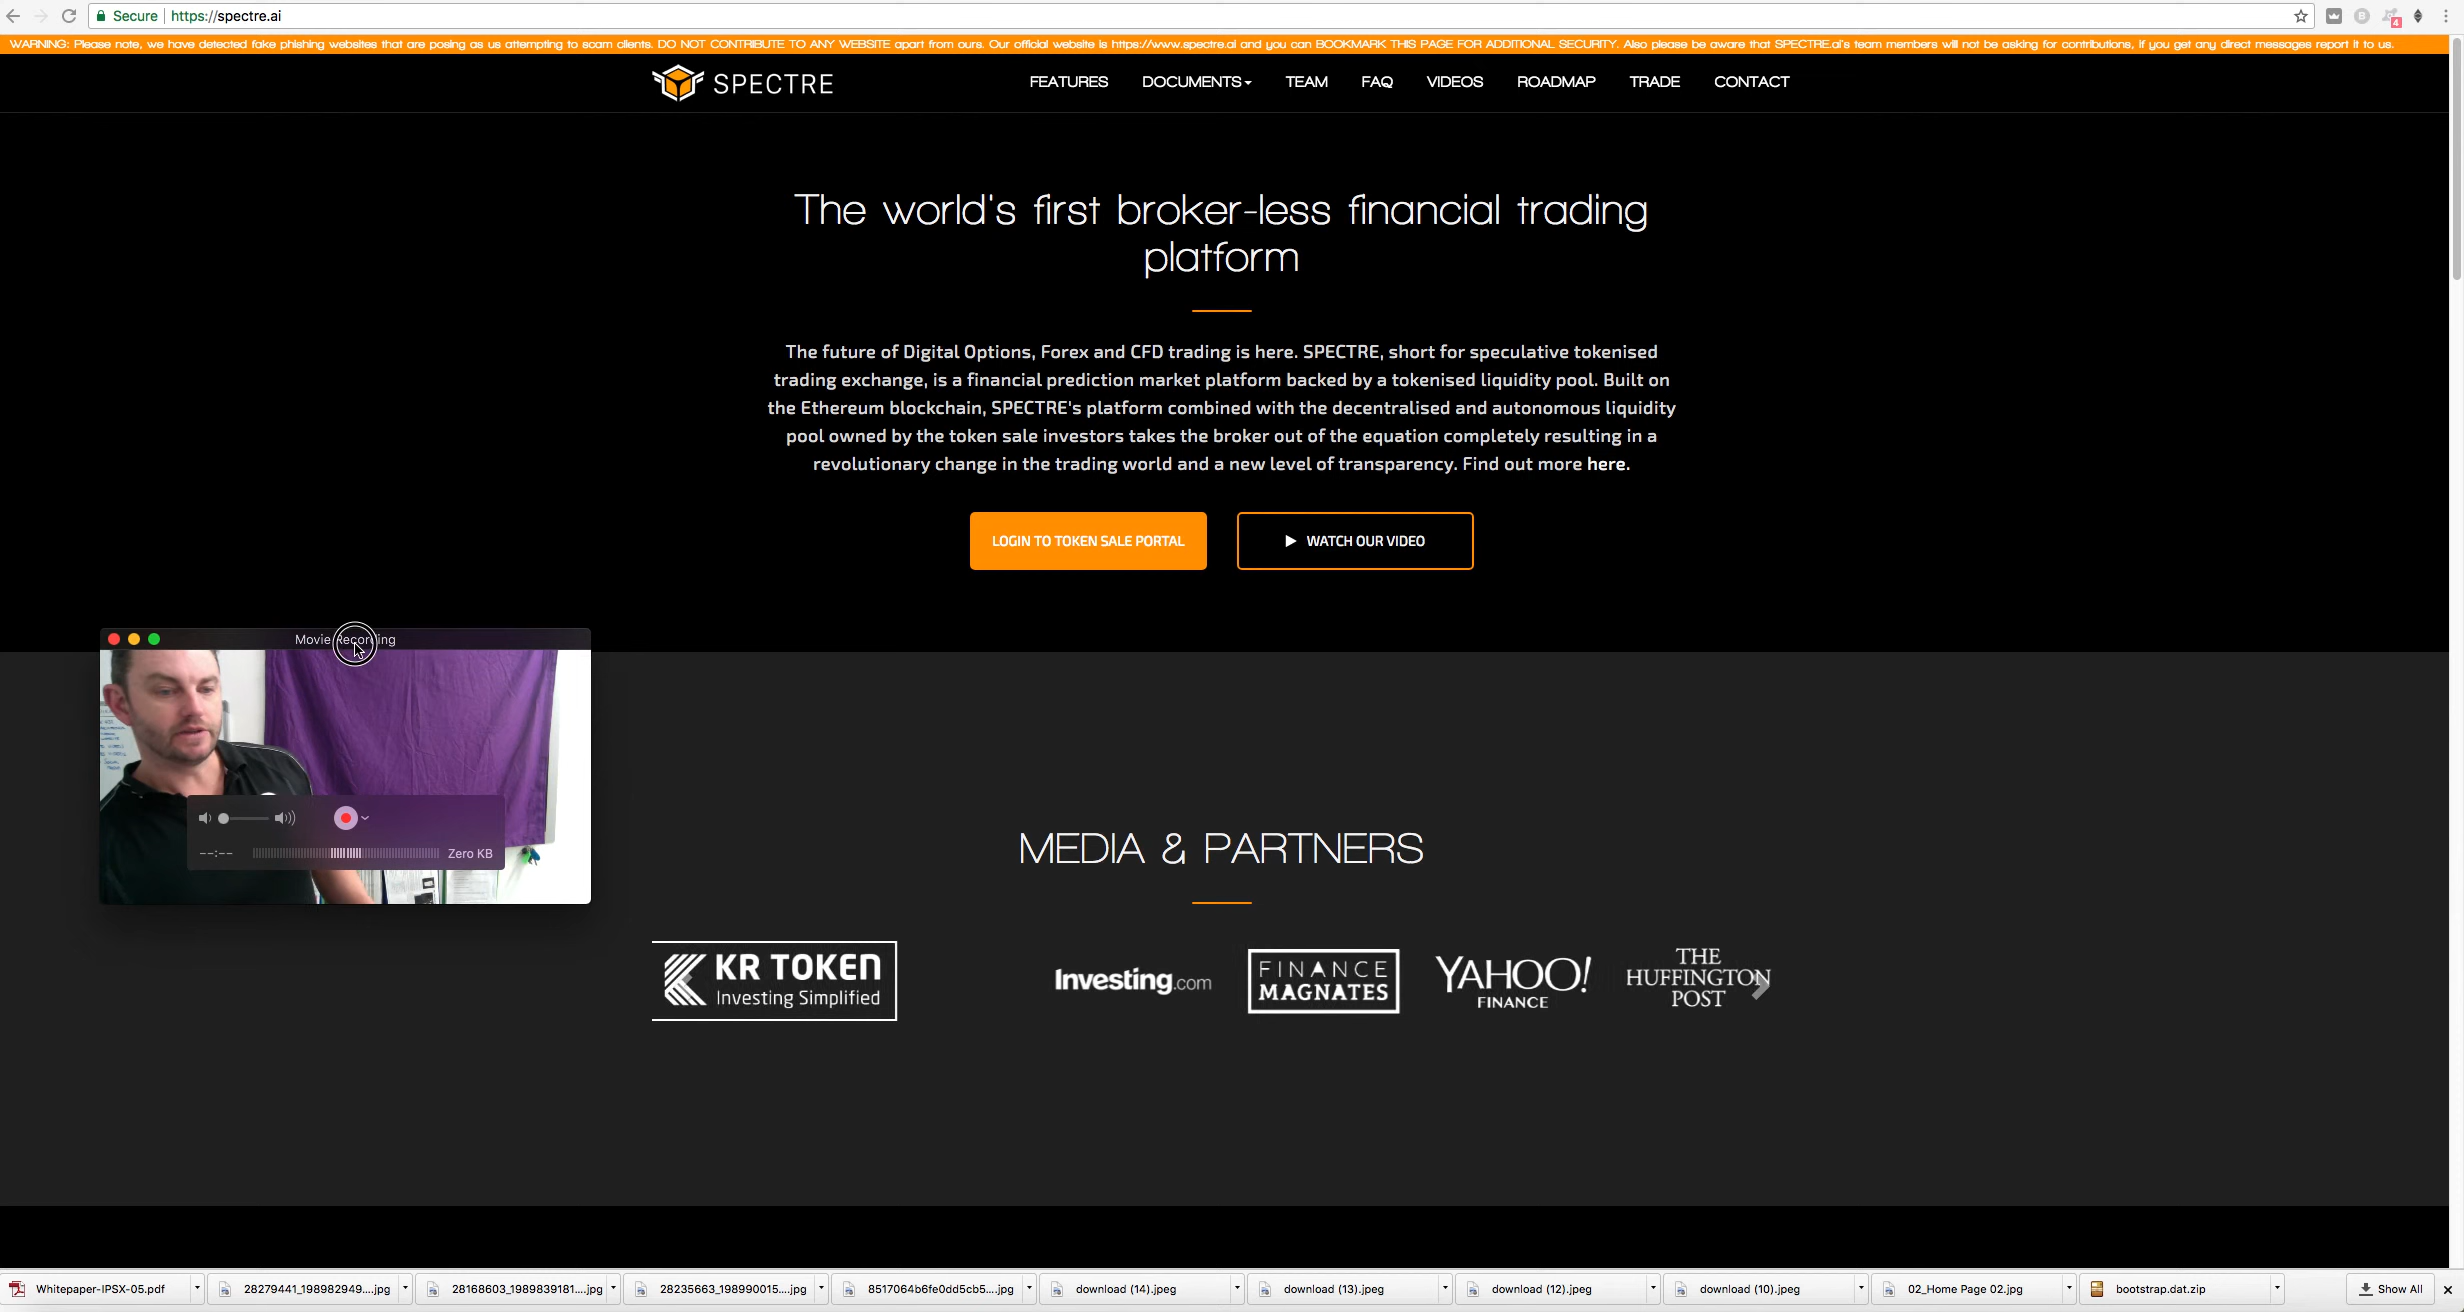 Secure https://spectre.ai
4
WARNING: Please note, we have detected fake phishing websites that are posing as us attempting to scam clients. DO NOT CONTRIBUTE TO ANY WEBSITE apart from ours. Our official website is https://www.spectre.ai and you can BOOKMARK THIS PAGE FOR ADDITIONAL SECURITY. Also please be aware that SPECTRE.ai's team members will not be asking for contributions, if you get any direct messages report it to us.
SPECTRE FEATURES DOCUMENTS TEAM FAQ VIDEOS ROADMAP TRADE CONTACT
The world's first broker-less financial trading
platform
The future of Digital Options, Forex and CFD trading is here. SPECTRE, short for speculative tokenised
trading exchange, is a financial prediction market platform backed by a tokenised liquidity pool. Built on
the Ethereum blockchain, SPECTRE's platform combined with the decentralised and autonomous liquidity
pool owned by the token sale investors takes the broker out of the equation completely resulting in a
revolutionary change in the trading world and a new level of transparency. Find out more here.
LOGIN TO TOKEN SALE PORTAL
WATCH OUR VIDEO
Movie Recording
--:-- Zero KB
MEDIA & PARTNERS
KR TOKEN
Investing Simplified
Investing.com
FINANCE
MAGNATES
YAHOO!
FINANCE
THE
HUFFINGTON
POST
Whitepaper-IPSX-05.pdf
28279441_198982949....jpg
28168603_1989839181....jpg
28235663_198990015....jpg
8517064b6fe0dd5cb5....jpg
download (14).jpeg
download (13).jpeg
download (12).jpeg
download (10).jpeg
02_Home Page 02.jpg
bootstrap.dat.zip
Show All